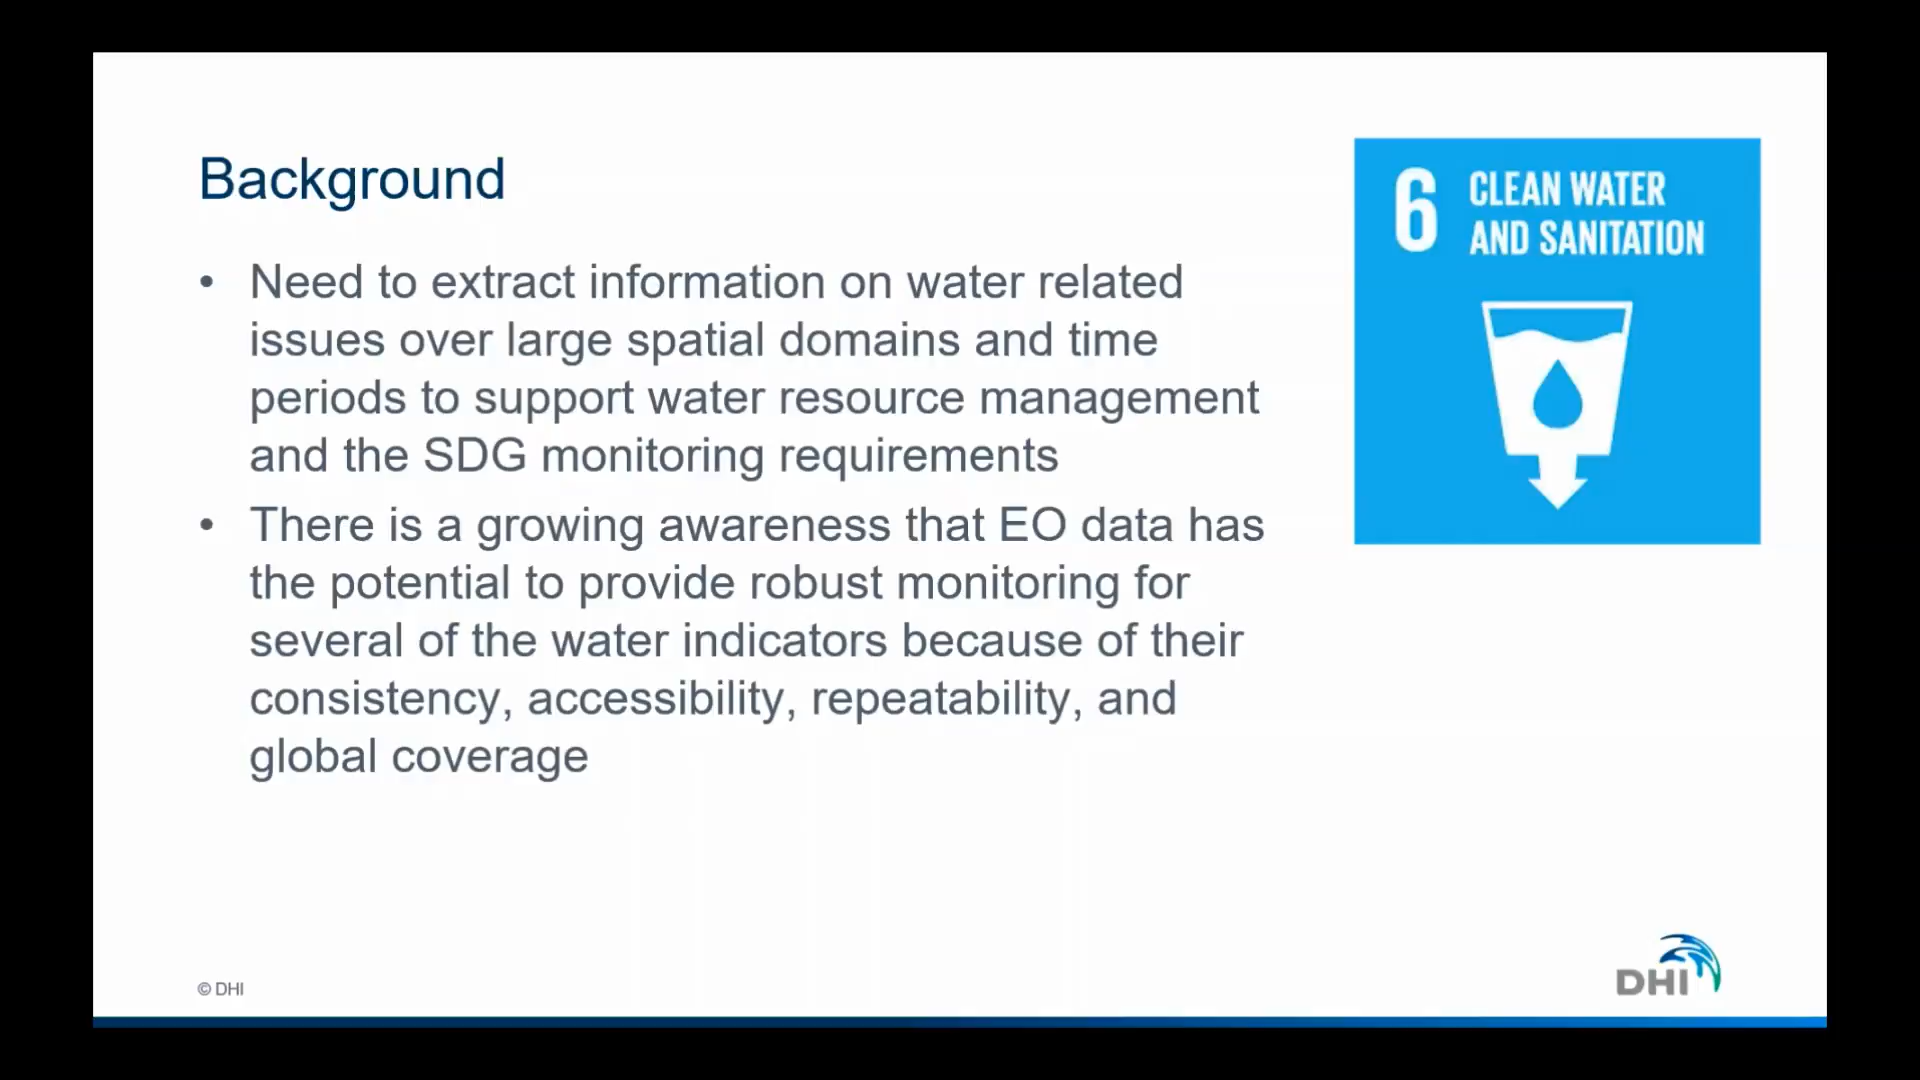 Background
• Need to extract information on water related
issues over large spatial domains and time
periods to support water resource management
and the SDG monitoring requirements
• There is a growing awareness that EO data has
the potential to provide robust monitoring for
several of the water indicators because of their
consistency, accessibility, repeatability, and
global coverage
6 CLEAN WATER
AND SANITATION
© DHI
DHI